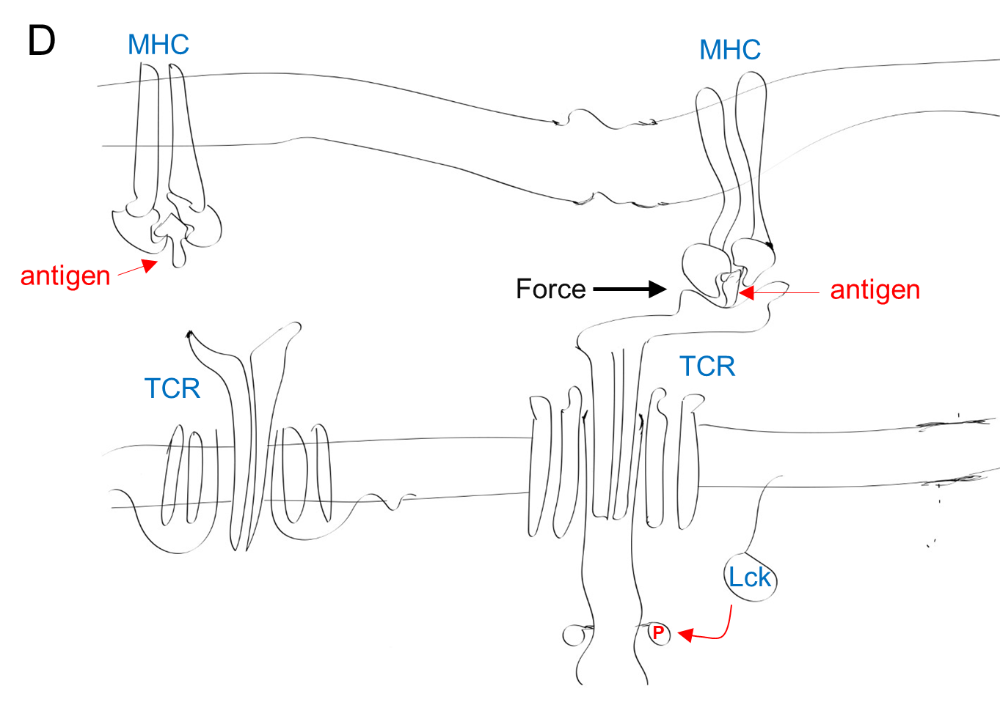 D
MHC
MHC
antigen
Force
antigen
TCR
TCR
Lck
P